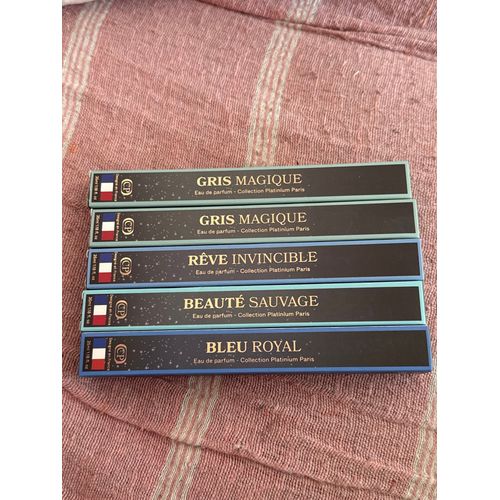 GRIS MAGIQUE
Eau de parfum - Collection Platinium Paris
GRIS MAGIQUE
Eau de parfum - Collection Platinium Paris
RÊVE INVINCIBLE
Eau de parfum - Collection Platinium Paris
BEAUTÉ SAUVAGE
Eau de parfum - Collection Platinium Paris
BLEU ROYAL
Eau de parfum - Collection Platinium Paris